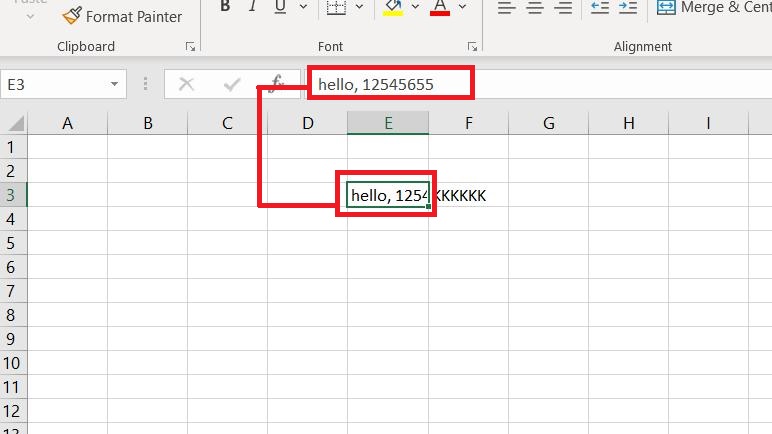 Paste
Format Painter
B I U A Merge & Cent
Clipboard Font Alignment
E3 fx hello, 12545655
A B C D E F G H I
1
2
3 hello, 1254 KKKKKK
4
5
6
7
8
9
10
11
12
13